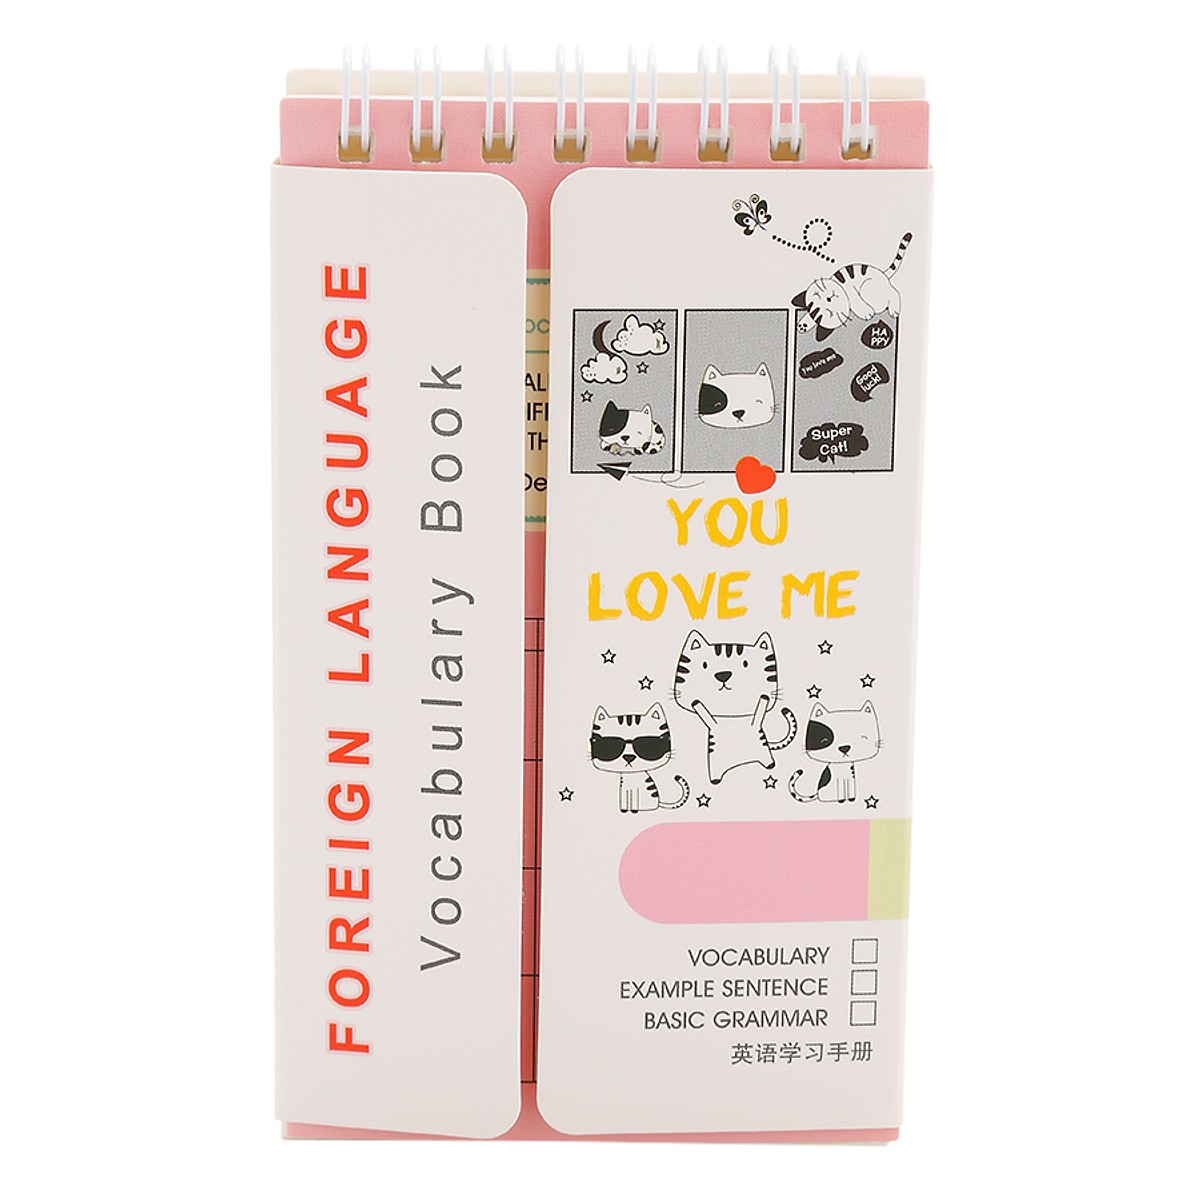 FOREIGN LANGUAGE
Vocabulary Book
HA
PPY
You love me
Good
luck!
Super
Cat!
YOU
LOVE ME
VOCABULARY
EXAMPLE SENTENCE
BASIC GRAMMAR
英语学习手册